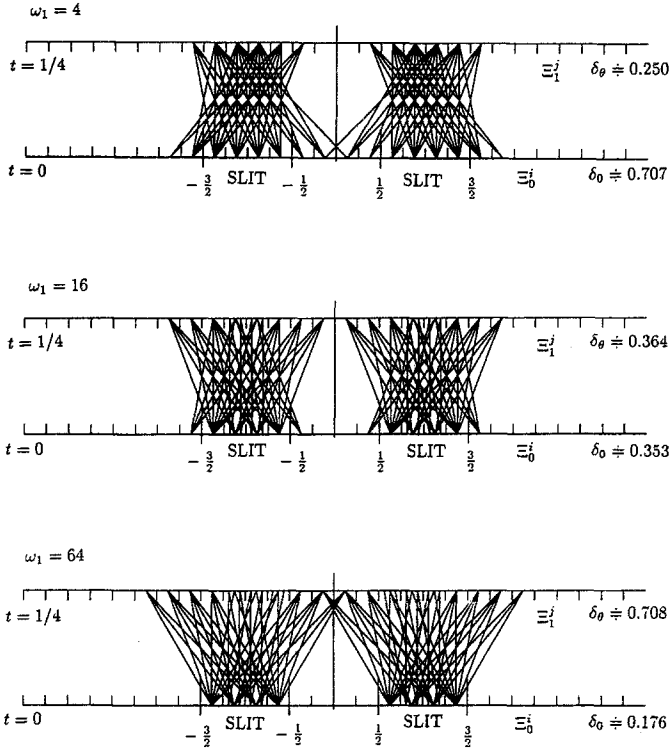 ω₁ = 4
t = 1/4 Ξ₁ʲ δ_θ ≑ 0.250
t = 0 − 3/2 SLIT − 1/2 1/2 SLIT 3/2 Ξ₀ⁱ δ₀ ≑ 0.707
ω₁ = 16
t = 1/4 Ξ₁ʲ δ_θ ≑ 0.364
t = 0 − 3/2 SLIT − 1/2 1/2 SLIT 3/2 Ξ₀ⁱ δ₀ ≑ 0.353
ω₁ = 64
t = 1/4 Ξ₁ʲ δ_θ ≑ 0.708
t = 0 − 3/2 SLIT − 1/2 1/2 SLIT 3/2 Ξ₀ⁱ δ₀ ≑ 0.176